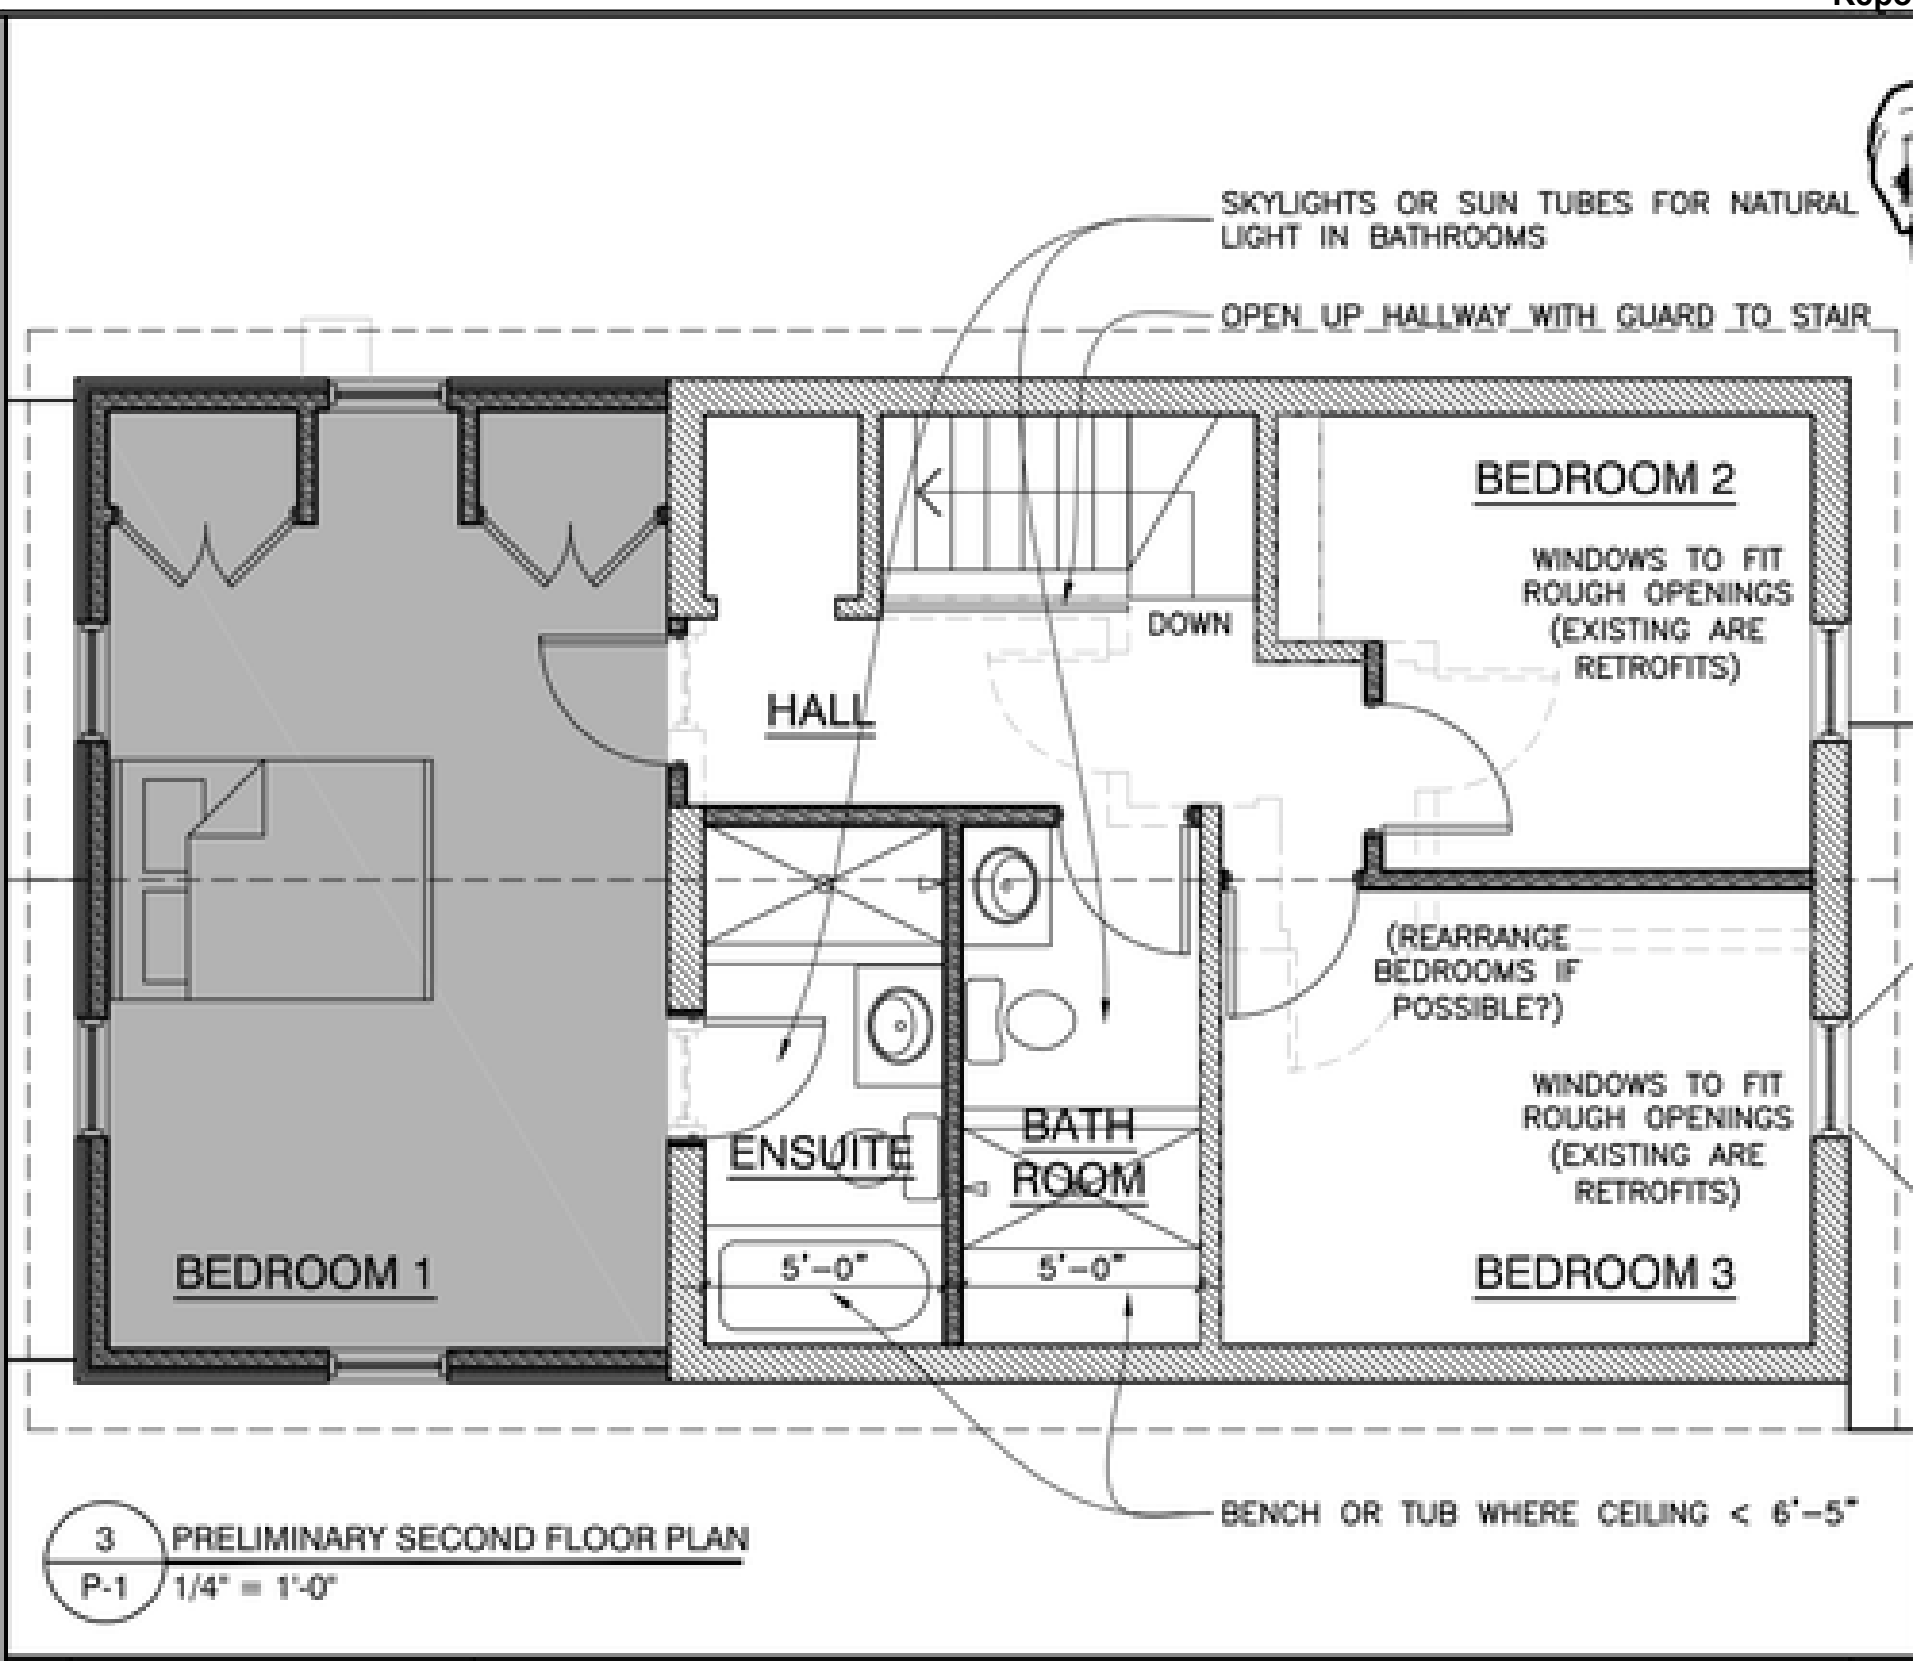 SKYLIGHTS OR SUN TUBES FOR NATURAL
LIGHT IN BATHROOMS
OPEN UP HALLWAY WITH GUARD TO STAIR
BEDROOM 2
WINDOWS TO FIT
ROUGH OPENINGS
(EXISTING ARE
RETROFITS)
DOWN
HALL
(REARRANGE
BEDROOMS IF
POSSIBLE?)
WINDOWS TO FIT
ROUGH OPENINGS
(EXISTING ARE
RETROFITS)
BATH
ROOM
ENSUITE
5'-0"
5'-0"
BEDROOM 1
BEDROOM 3
BENCH OR TUB WHERE CEILING < 6'-5"
3
PRELIMINARY SECOND FLOOR PLAN
P-1
1/4" = 1'-0"